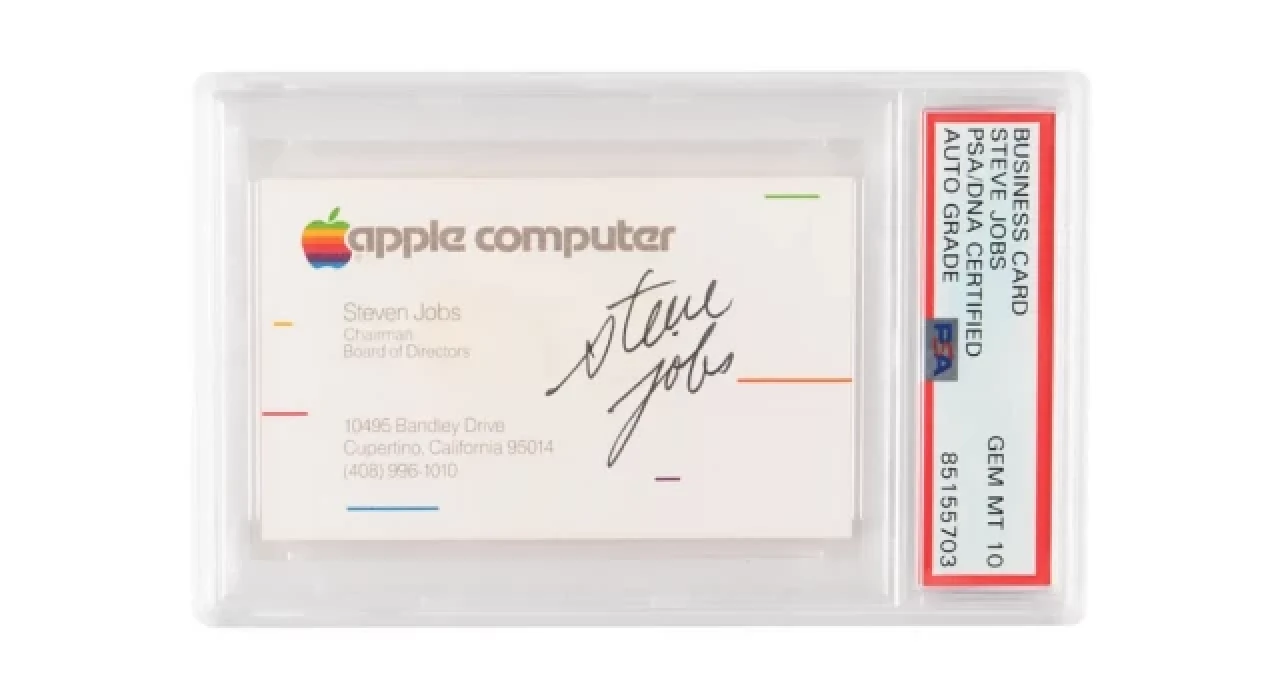 apple computer
Steven Jobs
Chairman
Board of Directors
10495 Bandley Drive
Cupertino, California 95014
(408) 996-1010
steve
jobs
BUSINESS CARD
STEVE JOBS
PSA/DNA CERTIFIED
AUTO GRADE
PSA
GEM MT 10
85155703